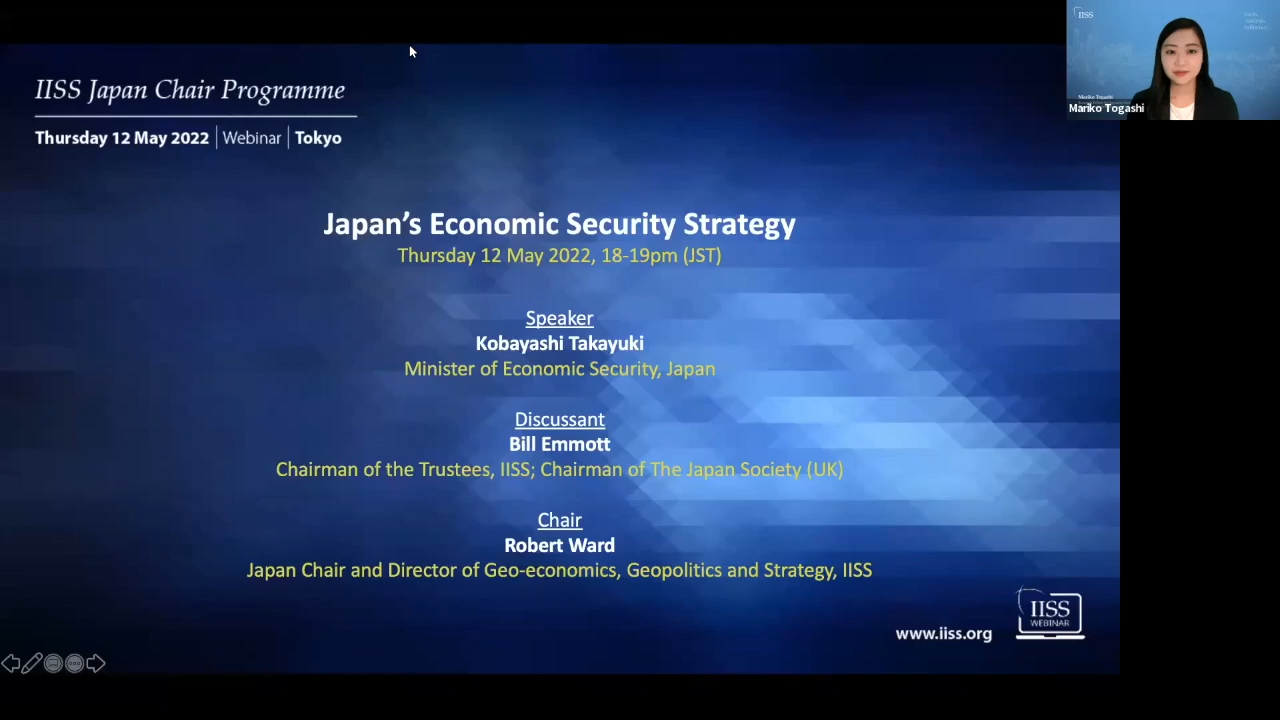 IISS Japan Chair Programme
Thursday 12 May 2022 | Webinar | Tokyo
Japan's Economic Security Strategy
Thursday 12 May 2022, 18-19pm (JST)
Speaker
Kobayashi Takayuki
Minister of Economic Security, Japan
Discussant
Bill Emmott
Chairman of the Trustees, IISS; Chairman of The Japan Society (UK)
Chair
Robert Ward
Japan Chair and Director of Geo-economics, Geopolitics and Strategy, IISS
www.iiss.org
IISS
WEBINAR
IISS
Mariko Togashi
Mariko Togashi